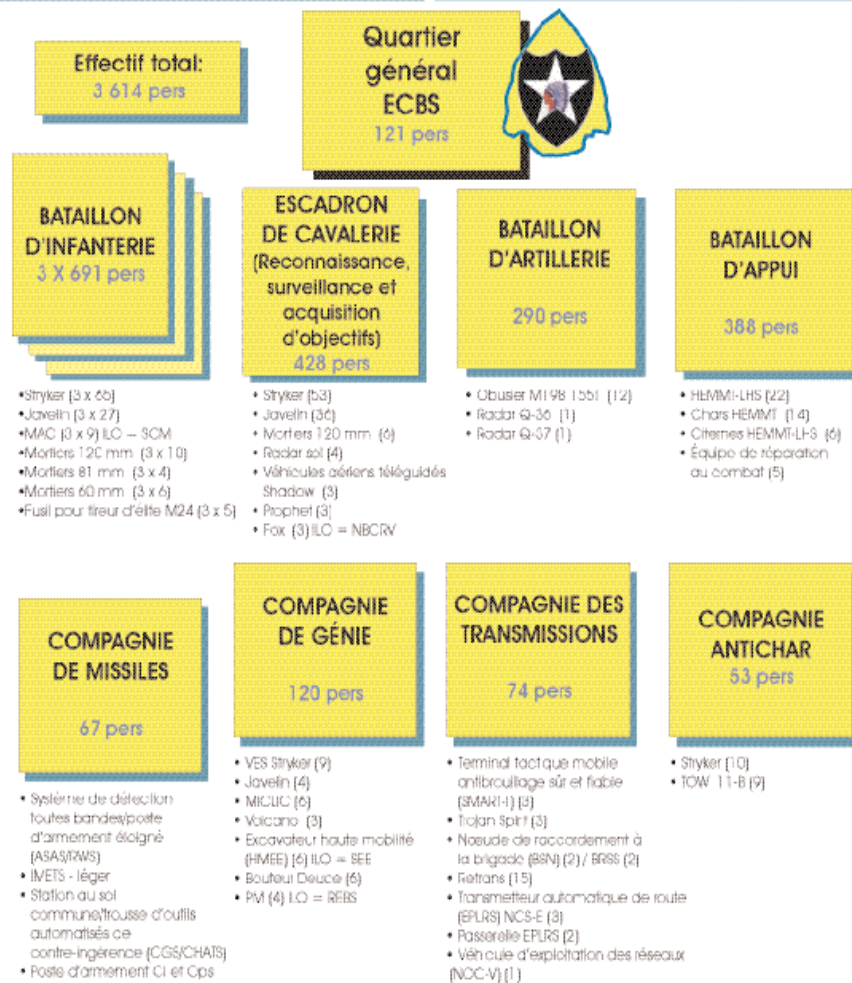 Effectif total:
3 614 pers
Quartier
général
ECBS
121 pers
BATAILLON
D'INFANTERIE
3 X 691 pers
•Stryker (3 x 65)
•Javelin (3 x 27)
•MAC (3 x 9) ILO – SCM
•Mortiers 120 mm (3 x 10)
•Mortiers 81 mm (3 x 4)
•Mortiers 60 mm (3 x 6)
•Fusil pour tireur d'élite M24 (3 x 5)
ESCADRON
DE CAVALERIE
(Reconnaissance,
surveillance et
acquisition
d'objectifs)
428 pers
• Stryker (53)
• Javelin (36)
• Mortiers 120 mm (6)
• Radar sol (4)
• Véhicules aériens téléguidés
Shadow (3)
• Prophet (3)
• Fox (3) ILO = NBCRV
BATAILLON
D'ARTILLERIE
290 pers
• Obusier M198 155T (12)
• Radar Q-36 (1)
• Radar Q-37 (1)
BATAILLON
D'APPUI
388 pers
• HEMMT-LHS (22)
• Chars HEMMT (14)
• Citernes HEMMT-LHS (6)
• Équipe de réparation
au combat (5)
COMPAGNIE
DE MISSILES
67 pers
• Système de détection
toutes bandes/poste
d'armement éloigné
(ASAS/RWS)
• IMETS - léger
• Station au sol
commune/trousse d'outils
automatisés de
contre-ingérence (CGS/CHATS)
• Poste d'armement CI et Ops
COMPAGNIE
DE GÉNIE
120 pers
• VES Stryker (9)
• Javelin (4)
• MICLIC (6)
• Volcano (3)
• Excavateur haute mobilité
(HMEE) (6) ILO = SEE
• Bouteur Deuce (6)
• PM (4) ILO = REBS
COMPAGNIE DES
TRANSMISSIONS
74 pers
• Terminal tactique mobile
antibrouillage sûr et fiable
(SMART-T) (3)
• Trojan Spirit (3)
• Noeude de raccordement à
la brigade (BSN) (2) / BRSS (2)
• Retrans (15)
• Transmetteur automatique de route
(EPLRS) NCS-E (3)
• Passerelle EPLRS (2)
• Véhicule d'exploitation des réseaux
(NOC-V) (1)
COMPAGNIE
ANTICHAR
53 pers
• Stryker (10)
• TOW 11-B (9)